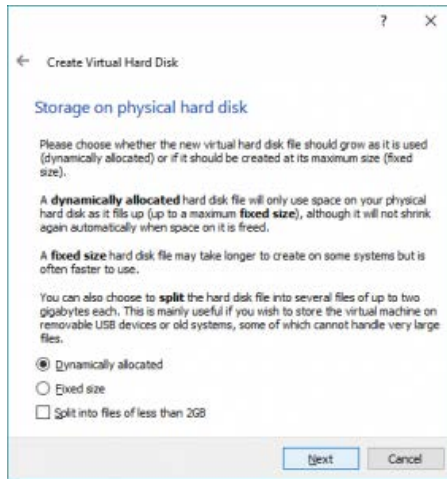 ?
Create Virtual Hard Disk
Storage on physical hard disk
Please choose whether the new virtual hard disk file should grow as it is used
(dynamically allocated) or if it should be created at its maximum size (fixed
size).
A dynamically allocated hard disk file will only use space on your physical
hard disk as it fills up (up to a maximum fixed size), although it will not shrink
again automatically when space on it is freed.
A fixed size hard disk file may take longer to create on some systems but is
often faster to use.
You can also choose to split the hard disk file into several files of up to two
gigabytes each. This is mainly useful if you wish to store the virtual machine on
removable USB devices or old systems, some of which cannot handle very large
files.
Dynamically allocated
Fixed size
Split into files of less than 2GB
Next Cancel